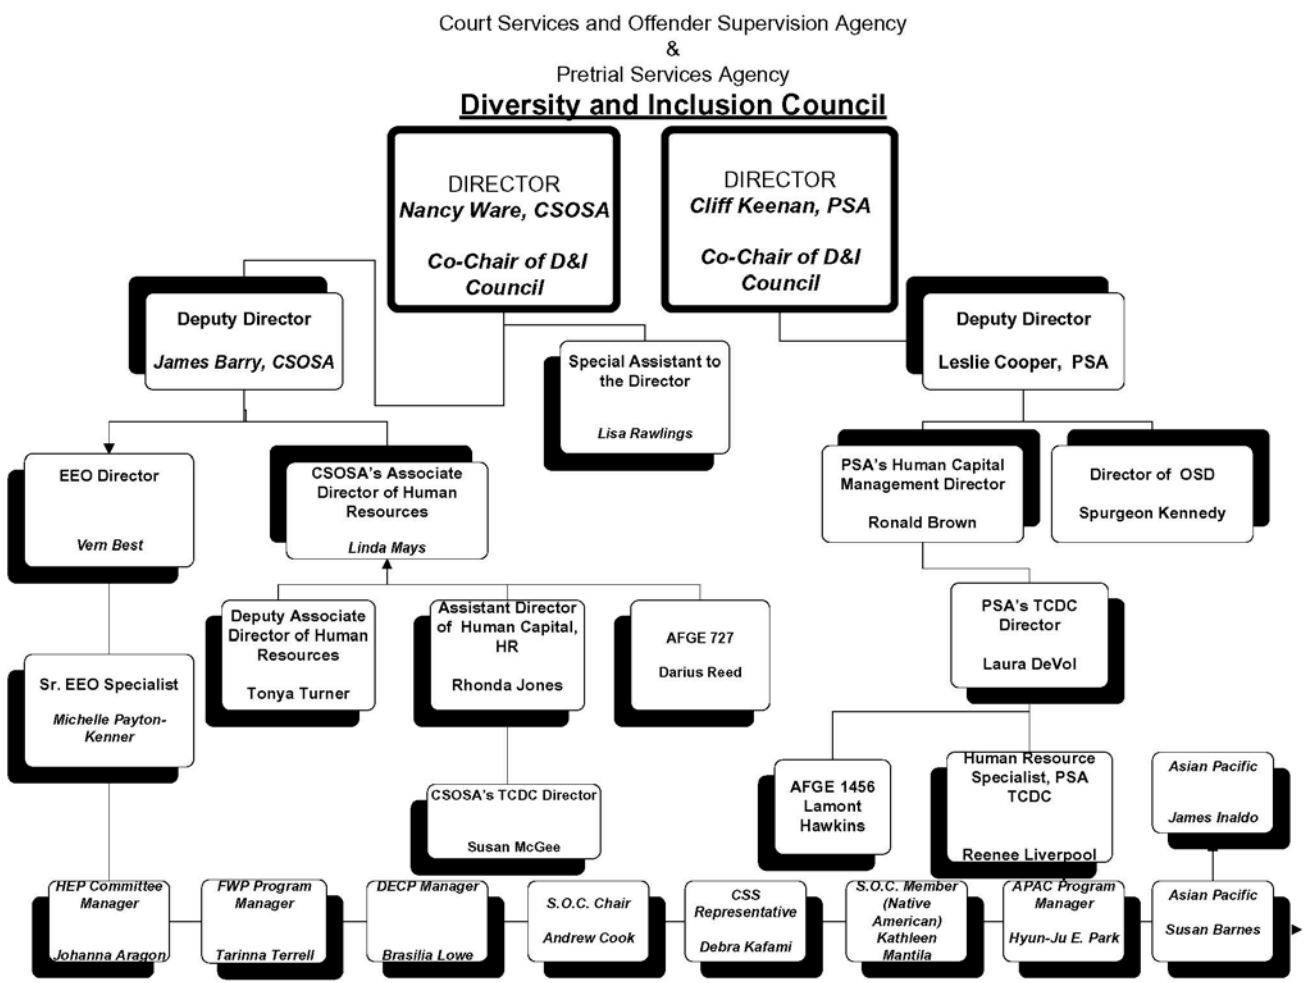 Court Services and Offender Supervision Agency
&
Pretrial Services Agency
Diversity and Inclusion Council
DIRECTOR
Nancy Ware, CSOSA
Co-Chair of D&I
Council
DIRECTOR
Cliff Keenan, PSA
Co-Chair of D&I
Council
Deputy Director
James Barry, CSOSA
Special Assistant to
the Director
Lisa Rawlings
Deputy Director
Leslie Cooper, PSA
EEO Director
Vern Best
CSOSA's Associate
Director of Human
Resources
Linda Mays
PSA's Human Capital
Management Director
Ronald Brown
Director of OSD
Spurgeon Kennedy
Deputy Associate
Director of Human
Resources
Tonya Turner
Assistant Director
of Human Capital,
HR
Rhonda Jones
AFGE 727
Darius Reed
PSA's TCDC
Director
Laura DeVol
Sr. EEO Specialist
Michelle Payton-
Kenner
CSOSA's TCDC Director
Susan McGee
AFGE 1456
Lamont
Hawkins
Human Resource
Specialist, PSA
TCDC
Reenee Liverpool
Asian Pacific
James Inaldo
HEP Committee
Manager
Johanna Aragon
FWP Program
Manager
Tarinna Terrell
DECP Manager
Brasilia Lowe
S.O.C. Chair
Andrew Cook
CSS
Representative
Debra Kafami
S.O.C. Member
(Native
American)
Kathleen
Mantila
APAC Program
Manager
Hyun-Ju E. Park
Asian Pacific
Susan Barnes